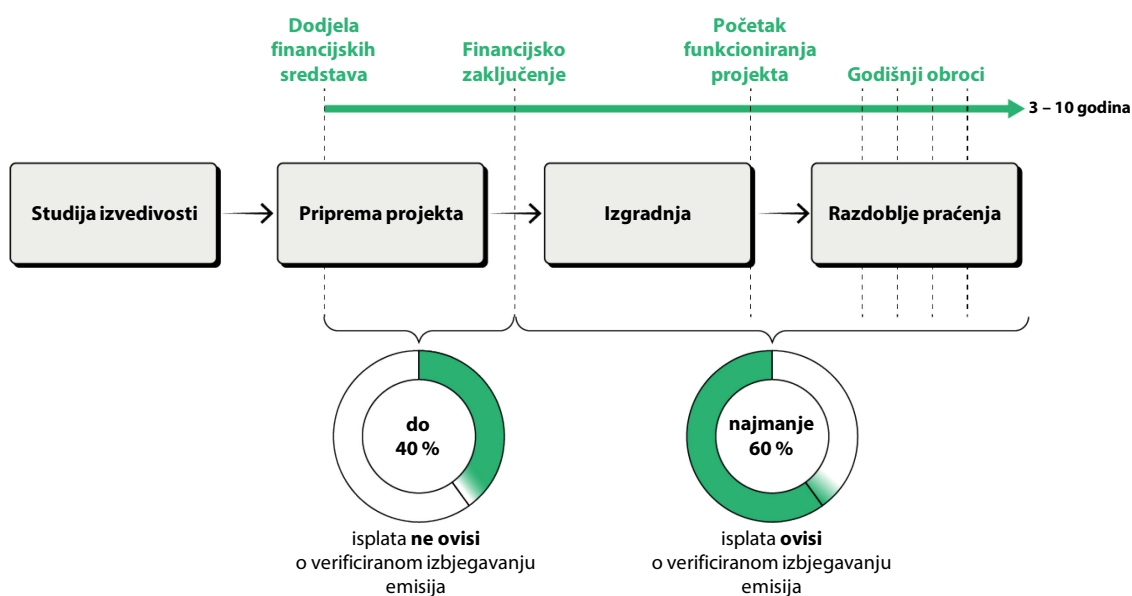 Dodjela
financijskih
sredstava
Financijsko
zaključenje
Početak
funkcioniranja
projekta
Godišnji obroci
3 – 10 godina
Studija izvedivosti
Priprema projekta
Izgradnja
Razdoblje praćenja
do
40 %
najmanje
60 %
isplata ne ovisi
o verificiranom izbjegavanju
emisija
isplata ovisi
o verificiranom izbjegavanju
emisija